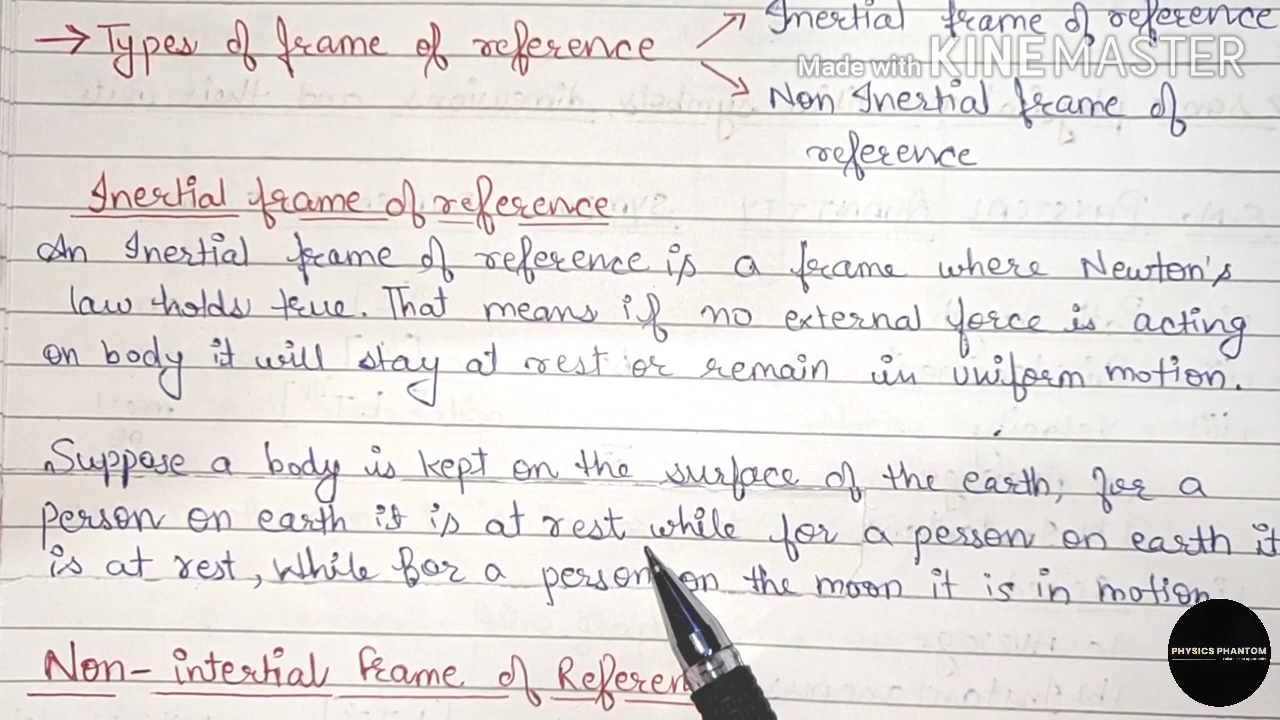 → Types of frame of reference ↗ Inertial frame of reference
Made with KINEMASTER
↘ Non Inertial frame of
reference
Inertial frame of reference
An Inertial frame of reference is a frame where Newton's
law holds true. That means if no external force is acting
on body it will stay at rest or remain in uniform motion.
Suppose a body is kept on the surface of the earth, for a
person on earth it is at rest while for a person on earth it
is at rest, while for a person on the moon it is in motion
Non-intertial frame of Referen
PHYSICS PHANTOM